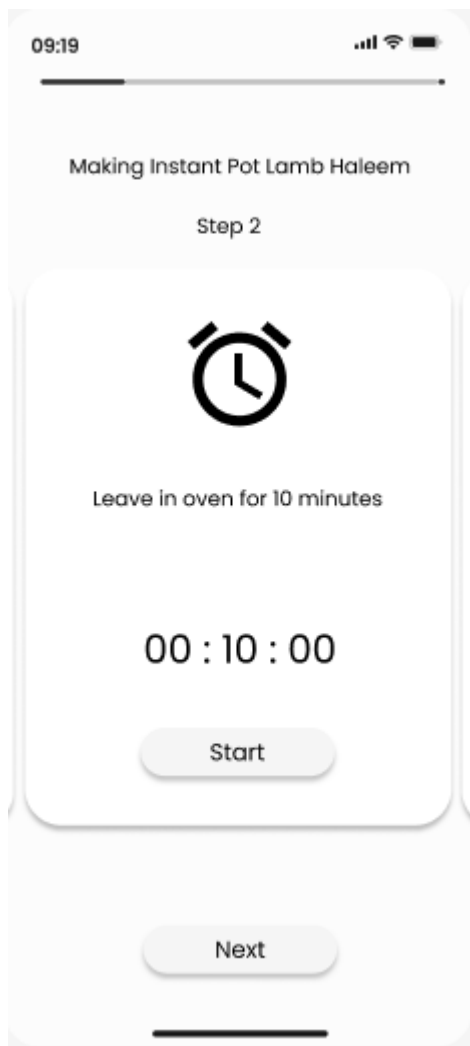 09:19
Making Instant Pot Lamb Haleem
Step 2
Leave in oven for 10 minutes
00 : 10 : 00
Start
Next